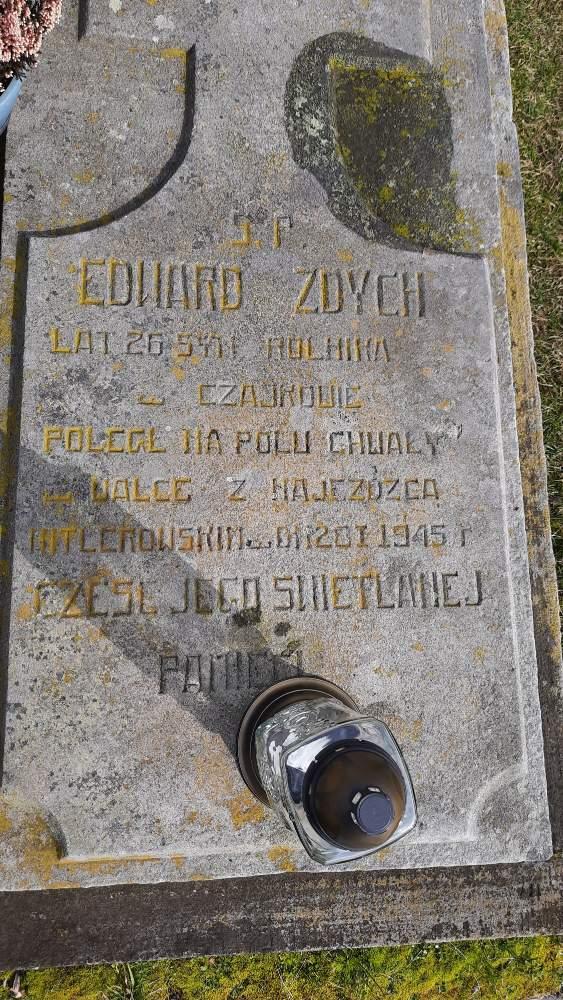 Ś. P
EDWARD ZDYCH
LAT 26 SYN ROLNIKA
W CZAJKOWIE
POLEGŁ NA POLU CHWAŁY
W WALCE Z NAJEZDZCA
HITLEROWSKIM W DN 20 I 1945 r
CZEŚĆ JEGO ŚWIETLANEJ
PAMIĘCI